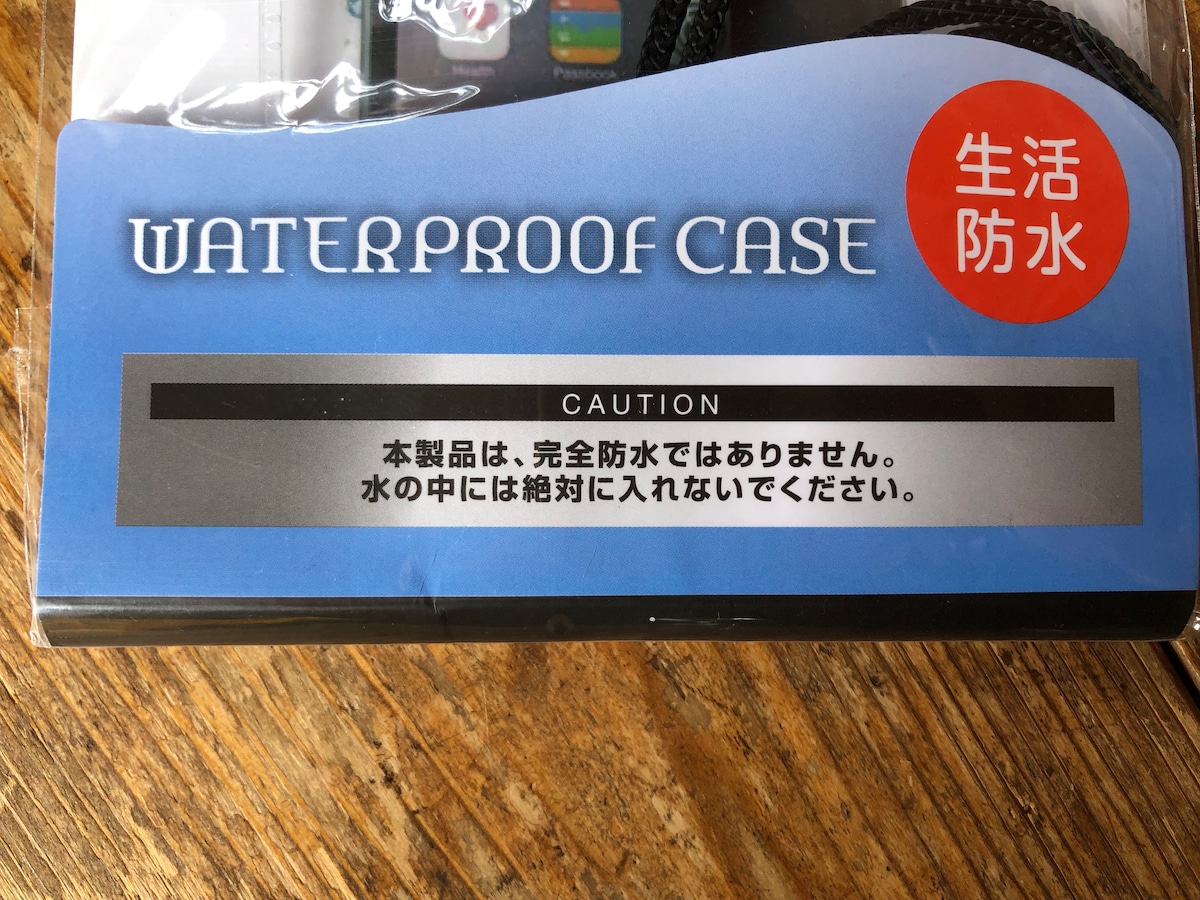 Health
Passbook
WATERPROOF CASE
生活
防水
CAUTION
本製品は、完全防水ではありません。
水の中には絶対に入れないでください。